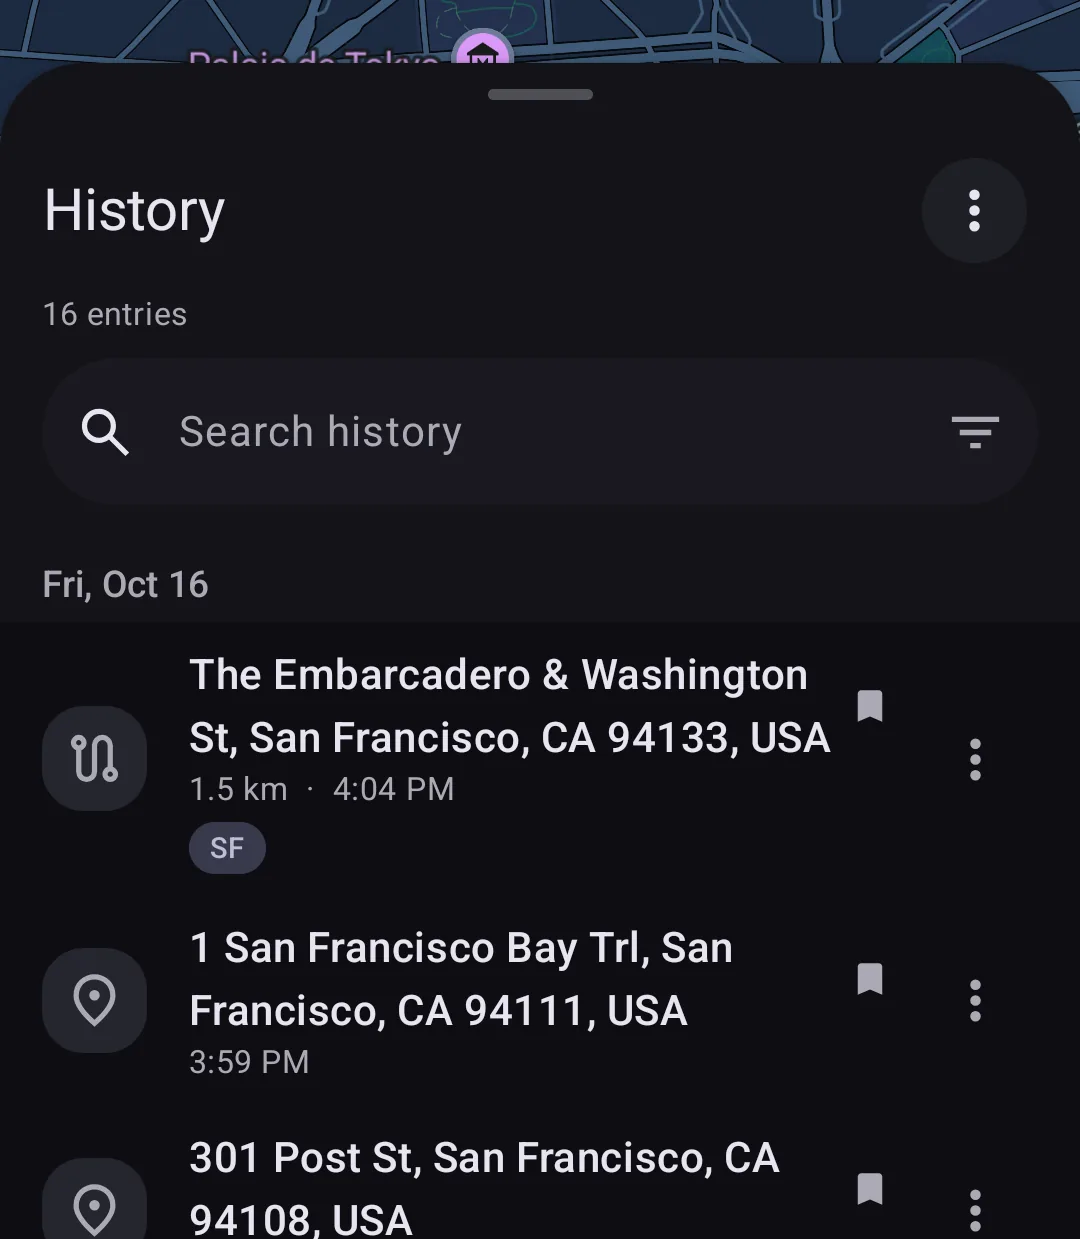 History
16 entries
Search history
Fri, Oct 16
The Embarcadero & Washington
St, San Francisco, CA 94133, USA
1.5 km · 4:04 PM
SF
1 San Francisco Bay Trl, San
Francisco, CA 94111, USA
3:59 PM
301 Post St, San Francisco, CA
94108, USA